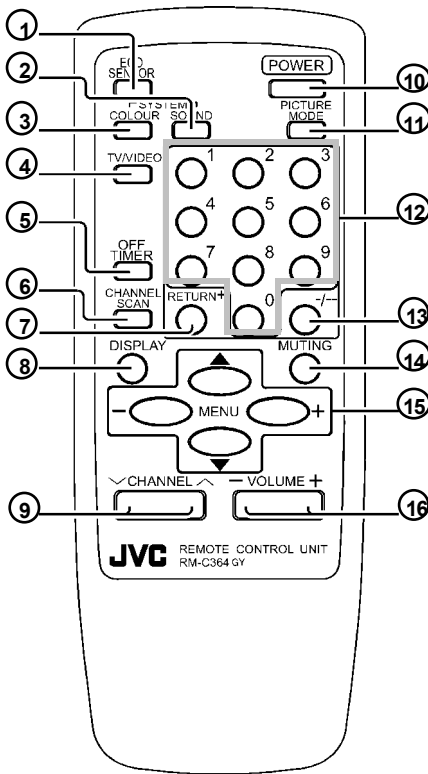 1
ECO
SENSOR
POWER
10
2
SYSTEM
COLOUR SOUND
PICTURE
MODE
3
11
TV/VIDEO
4
1 2 3
4 5 6
12
5
OFF
TIMER
7 8 9
6
CHANNEL
SCAN
RETURN+ 0 -/--
7
13
DISPLAY
MUTING
8
14
- MENU +
15
CHANNEL
- VOLUME +
9
16
JVC REMOTE CONTROL UNIT
RM-C364 GY